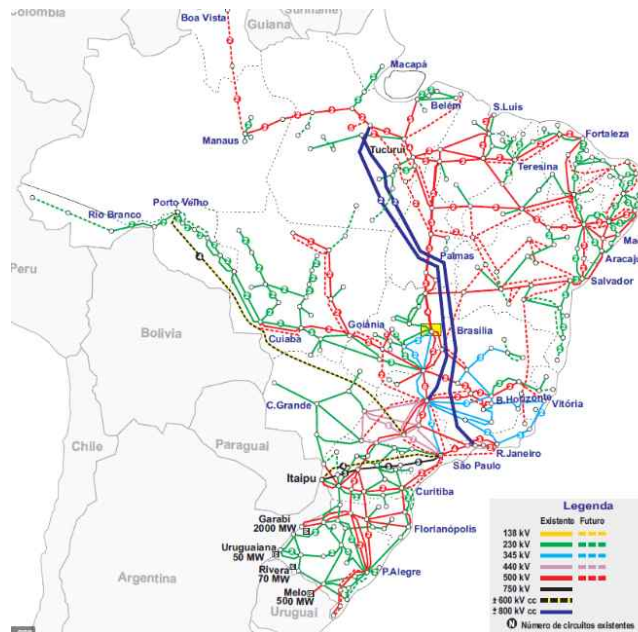 Colombia
Boa Vista
Guiana
Suriname
Macapá
Belém
S.Luis
Fortaleza
Manaus
Tucuruí
Teresina
Porto Velho
Rio Branco
Palmas
Aracaju
Salvador
Peru
Bolivia
Cuiabá
Goiânia
Brasília
C.Grande
B.Horizonte
Vitória
Chile
Paraguai
R.Janeiro
São Paulo
Itaipu
Curitiba
Garabi
2000 MW
Florianópolis
Uruguaiana
50 MW
Rivera
70 MW
P.Alegre
Melo
500 MW
Argentina
Uruguai
Legenda
Existente Futuro
138 kV
230 kV
345 kV
440 kV
500 kV
750 kV
±600 kV cc
±800 kV cc
N Número de circuitos existentes